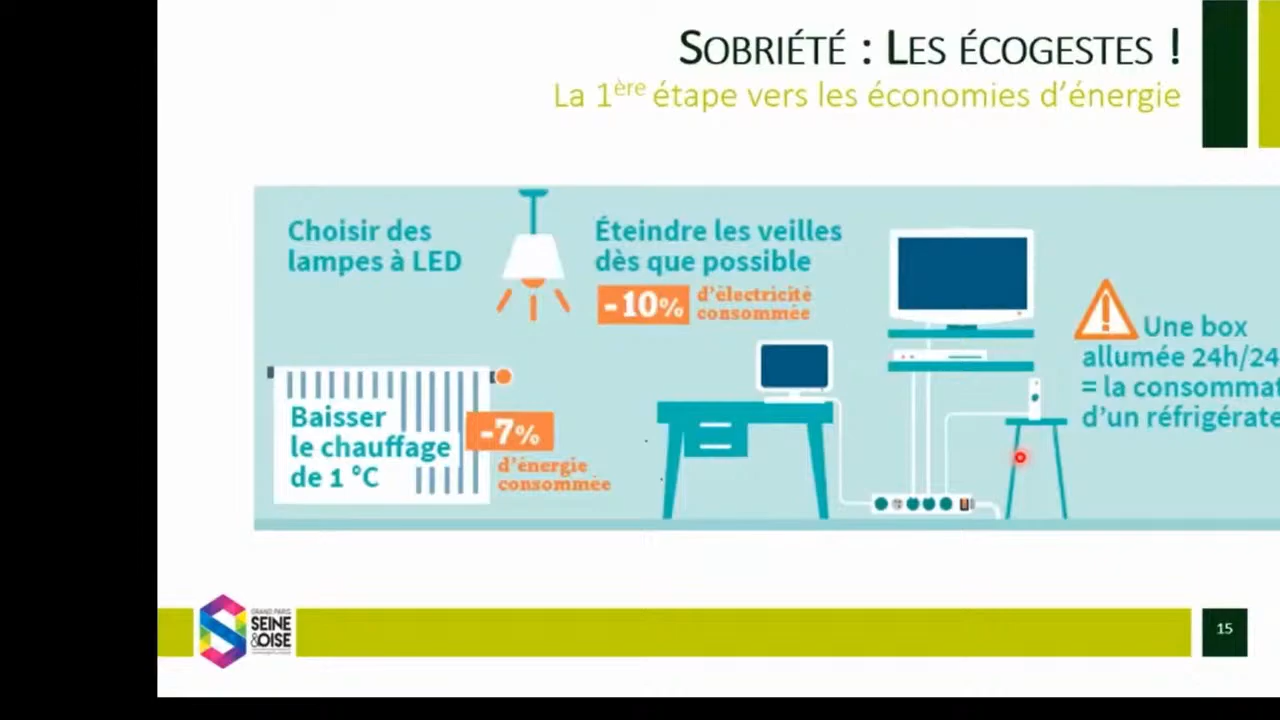 SOBRIÉTÉ : LES ÉCOGESTES !
La 1ère étape vers les économies d'énergie
Choisir des
lampes à LED
Éteindre les veilles
dès que possible
-10% d'électricité
consommée
Une box
allumée 24h/24
= la consommat
d'un réfrigérate
Baisser
le chauffage
de 1 °C
-7%
d'énergie
consommée
GRAND PARIS
SEINE
&OISE
15